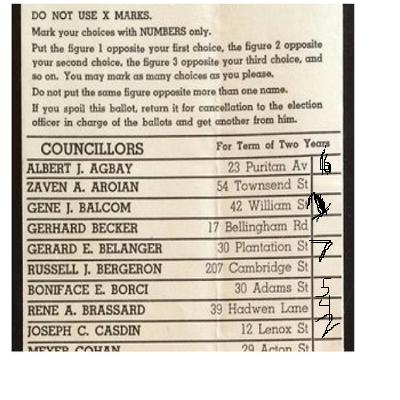 DO NOT USE X MARKS.
Mark your choices with NUMBERS only.
Put the figure 1 opposite your first choice, the figure 2 opposite
your second choice, the figure 3 opposite your third choice, and
so on. You may mark as many choices as you please.
Do not put the same figure opposite more than one name.
If you spoil this ballot, return it for cancellation to the election
officer in charge of the ballots and get another from him.
COUNCILLORS For Term of Two Years
ALBERT J. AGBAY 23 Puritan Av 6
ZAVEN A. AROIAN 54 Townsend St
GENE J. BALCOM 42 William St
GERHARD BECKER 17 Bellingham Rd
GERARD E. BELANGER 30 Plantation St 7
RUSSELL J. BERGERON 207 Cambridge St
BONIFACE E. BORCI 30 Adams St 5
RENE A. BRASSARD 39 Hadwen Lane
JOSEPH C. CASDIN 12 Lenox St 2
MEYER COHAN 29 Acton St